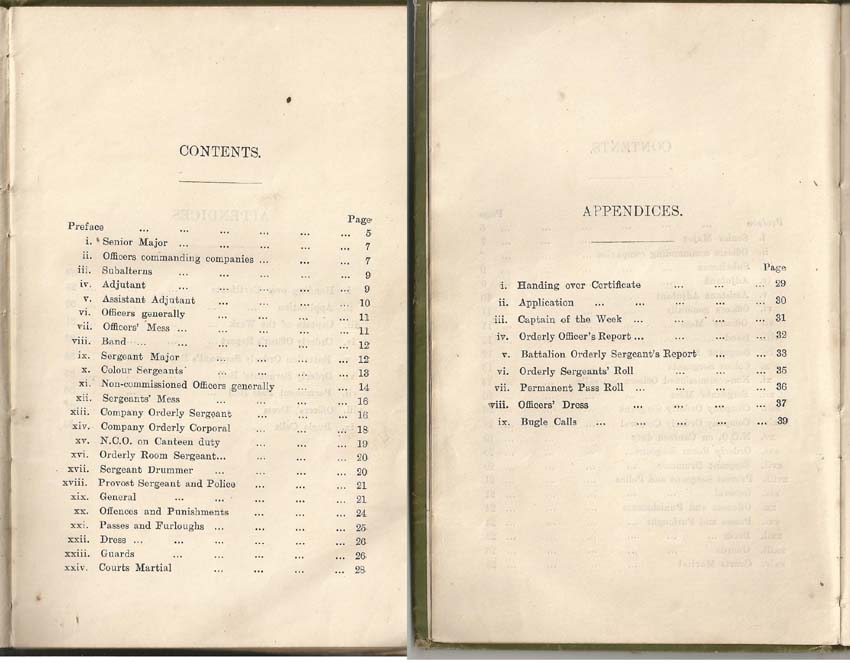 CONTENTS.
Page
Preface ... ... ... ... ... ... 5
i. Senior Major ... ... ... ... ... 7
ii. Officers commanding companies ... ... ... 7
iii. Subalterns ... ... ... ... ... 9
iv. Adjutant ... ... ... ... ... 9
v. Assistant Adjutant ... ... ... ... 10
vi. Officers generally ... ... ... ... 11
vii. Officers' Mess ... ... ... ... ... 11
viii. Band ... ... ... ... ... ... 12
ix. Sergeant Major ... ... ... ... 12
x. Colour Sergeants ... ... ... ... 13
xi. Non-commissioned Officers generally ... ... 14
xii. Sergeants' Mess ... ... ... ... 16
xiii. Company Orderly Sergeant ... ... ... 16
xiv. Company Orderly Corporal ... ... ... 18
xv. N.C.O. on Canteen duty ... ... ... 19
xvi. Orderly Room Sergeant... ... ... ... 20
xvii. Sergeant Drummer ... ... ... ... 20
xviii. Provost Sergeant and Police ... ... ... 21
xix. General ... ... ... ... ... 21
xx. Offences and Punishments ... ... ... 24
xxi. Passes and Furloughs ... ... ... ... 25
xxii. Dress ... ... ... ... ... ... 26
xxiii. Guards ... ... ... ... ... 26
xxiv. Courts Martial ... ... ... ... 28
APPENDICES.
Page
i. Handing over Certificate ... ... ... 29
ii. Application ... ... ... ... ... 30
iii. Captain of the Week ... ... ... ... 31
iv. Orderly Officer's Report ... ... ... ... 32
v. Battalion Orderly Sergeant's Report ... ... 33
vi. Orderly Sergeants' Roll ... ... ... 35
vii. Permanent Pass Roll ... ... ... ... 36
viii. Officers' Dress ... ... ... ... 37
ix. Bugle Calls ... ... ... ... ... 39